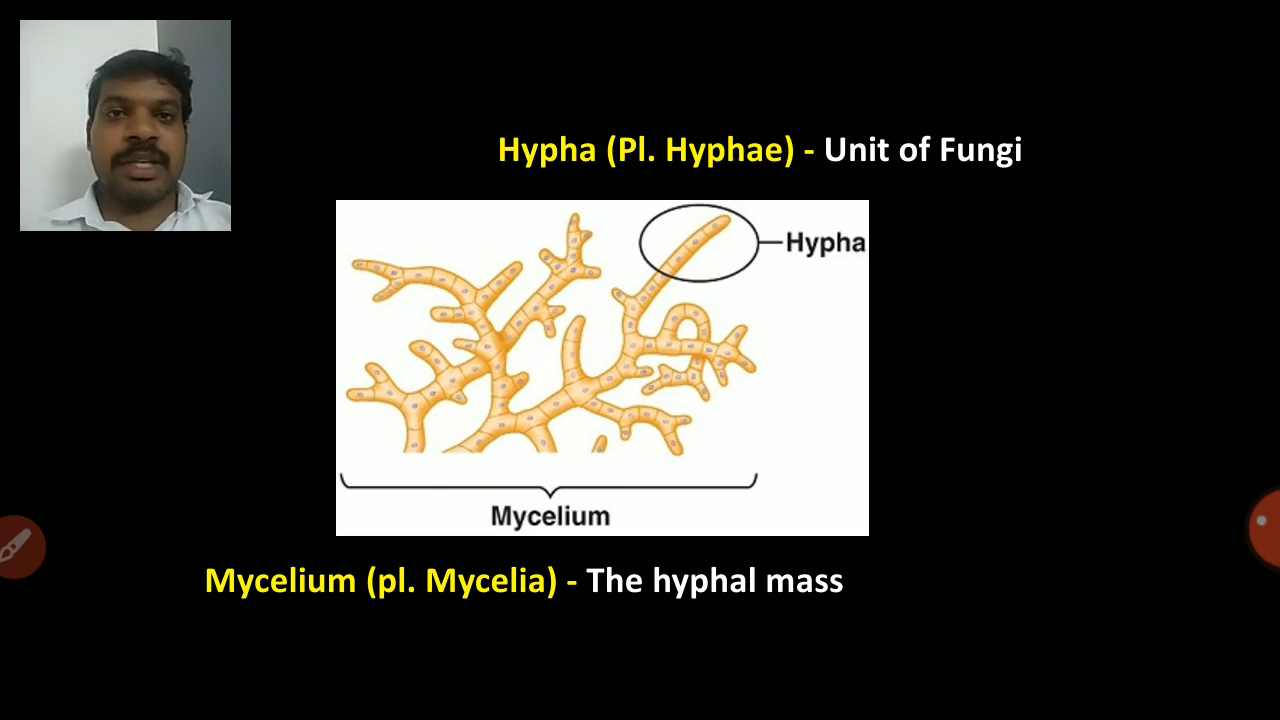 Hypha (Pl. Hyphae) - Unit of Fungi
Hypha
Mycelium
Mycelium (pl. Mycelia) - The hyphal mass